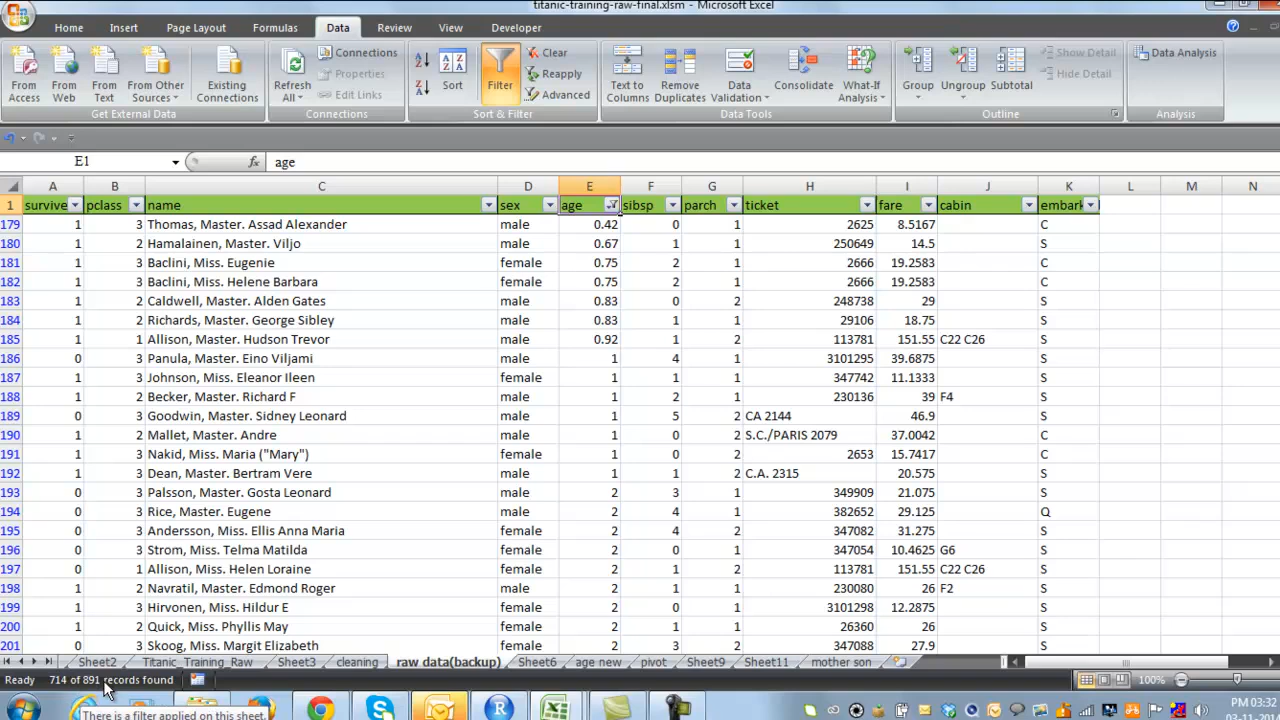 titanic-training-raw-final.xlsm - Microsoft Excel
Home Insert Page Layout Formulas Data Review View Developer
From Access From Web From Text From Other Sources Existing Connections Refresh All Connections Properties Edit Links Sort Filter Clear Reapply Advanced Text to Columns Remove Duplicates Data Validation Consolidate What-If Analysis Group Ungroup Subtotal Show Detail Hide Detail Data Analysis
Get External Data Connections Sort & Filter Data Tools Outline Analysis
E1 fx age
A B C D E F G H I J K L M N
1 survive pclass name sex age sibsp parch ticket fare cabin embark
179 1 3 Thomas, Master. Assad Alexander male 0.42 0 1 2625 8.5167 C
180 1 2 Hamalainen, Master. Viljo male 0.67 1 1 250649 14.5 S
181 1 3 Baclini, Miss. Eugenie female 0.75 2 1 2666 19.2583 C
182 1 3 Baclini, Miss. Helene Barbara female 0.75 2 1 2666 19.2583 C
183 1 2 Caldwell, Master. Alden Gates male 0.83 0 2 248738 29 S
184 1 2 Richards, Master. George Sibley male 0.83 1 1 29106 18.75 S
185 1 1 Allison, Master. Hudson Trevor male 0.92 1 2 113781 151.55 C22 C26 S
186 0 3 Panula, Master. Eino Viljami male 1 4 1 3101295 39.6875 S
187 1 3 Johnson, Miss. Eleanor Ileen female 1 1 1 347742 11.1333 S
188 1 2 Becker, Master. Richard F male 1 2 1 230136 39 F4 S
189 0 3 Goodwin, Master. Sidney Leonard male 1 5 2 CA 2144 46.9 S
190 1 2 Mallet, Master. Andre male 1 0 2 S.C./PARIS 2079 37.0042 C
191 1 3 Nakid, Miss. Maria ("Mary") female 1 0 2 2653 15.7417 C
192 1 3 Dean, Master. Bertram Vere male 1 1 2 C.A. 2315 20.575 S
193 0 3 Palsson, Master. Gosta Leonard male 2 3 1 349909 21.075 S
194 0 3 Rice, Master. Eugene male 2 4 1 382652 29.125 Q
195 0 3 Andersson, Miss. Ellis Anna Maria female 2 4 2 347082 31.275 S
196 0 3 Strom, Miss. Telma Matilda female 2 0 1 347054 10.4625 G6 S
197 0 1 Allison, Miss. Helen Loraine female 2 1 2 113781 151.55 C22 C26 S
198 1 2 Navratil, Master. Edmond Roger male 2 1 1 230080 26 F2 S
199 1 3 Hirvonen, Miss. Hildur E female 2 0 1 3101298 12.2875 S
200 1 2 Quick, Miss. Phyllis May female 2 1 1 26360 26 S
201 0 3 Skoog, Miss. Margit Elizabeth female 2 3 2 347088 27.9 S
Sheet2 Titanic_Training_Raw Sheet3 cleaning raw data(backup) Sheet6 age new pivot Sheet9 Sheet11 mother son
Ready 714 of 891 records found 100%
There is a filter applied on this sheet.
PM 03:32